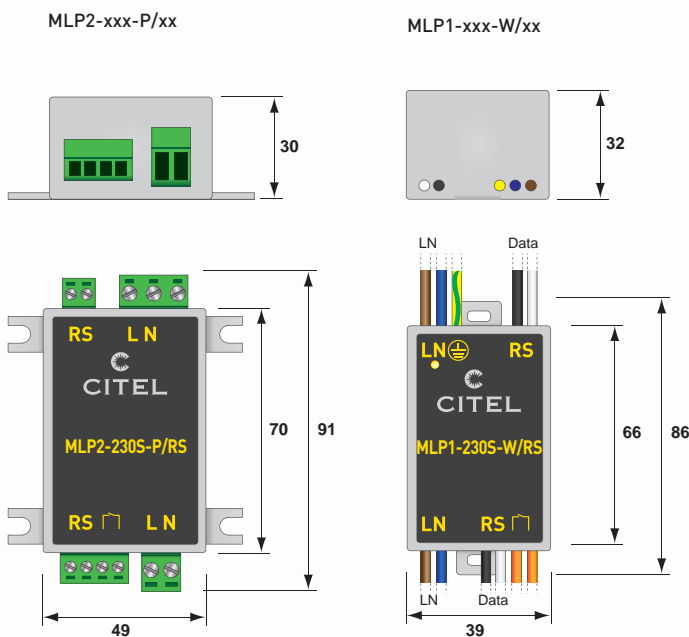 MLP2-xxx-P/xx
MLP1-xxx-W/xx
30
32
LN
Data
RS
L N
CITEL
MLP2-230S-P/RS
RS
L N
70
91
49
LN
RS
CITEL
MLP1-230S-W/RS
LN
RS
66
86
LN
Data
39